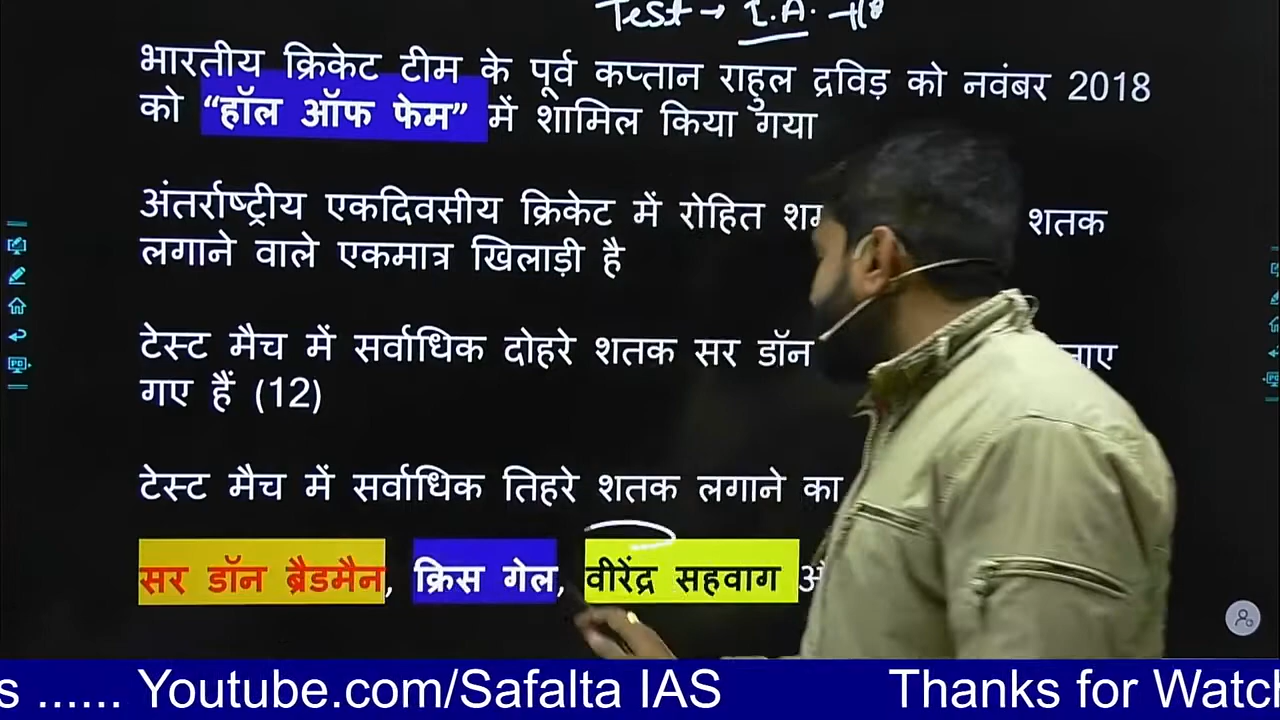 Test → I.A.
भारतीय क्रिकेट टीम के पूर्व कप्तान राहुल द्रविड़ को नवंबर 2018
को “हॉल ऑफ फेम” में शामिल किया गया
अंतर्राष्ट्रीय एकदिवसीय क्रिकेट में रोहित शतक
लगाने वाले एकमात्र खिलाड़ी है
टेस्ट मैच में सर्वाधिक दोहरे शतक सर डॉन
गए हैं (12)
टेस्ट मैच में सर्वाधिक तिहरे शतक लगाने का
सर डॉन ब्रैडमैन, क्रिस गेल, वीरेंद्र सहवाग
s ...... Youtube.com/Safalta IAS Thanks for Watch